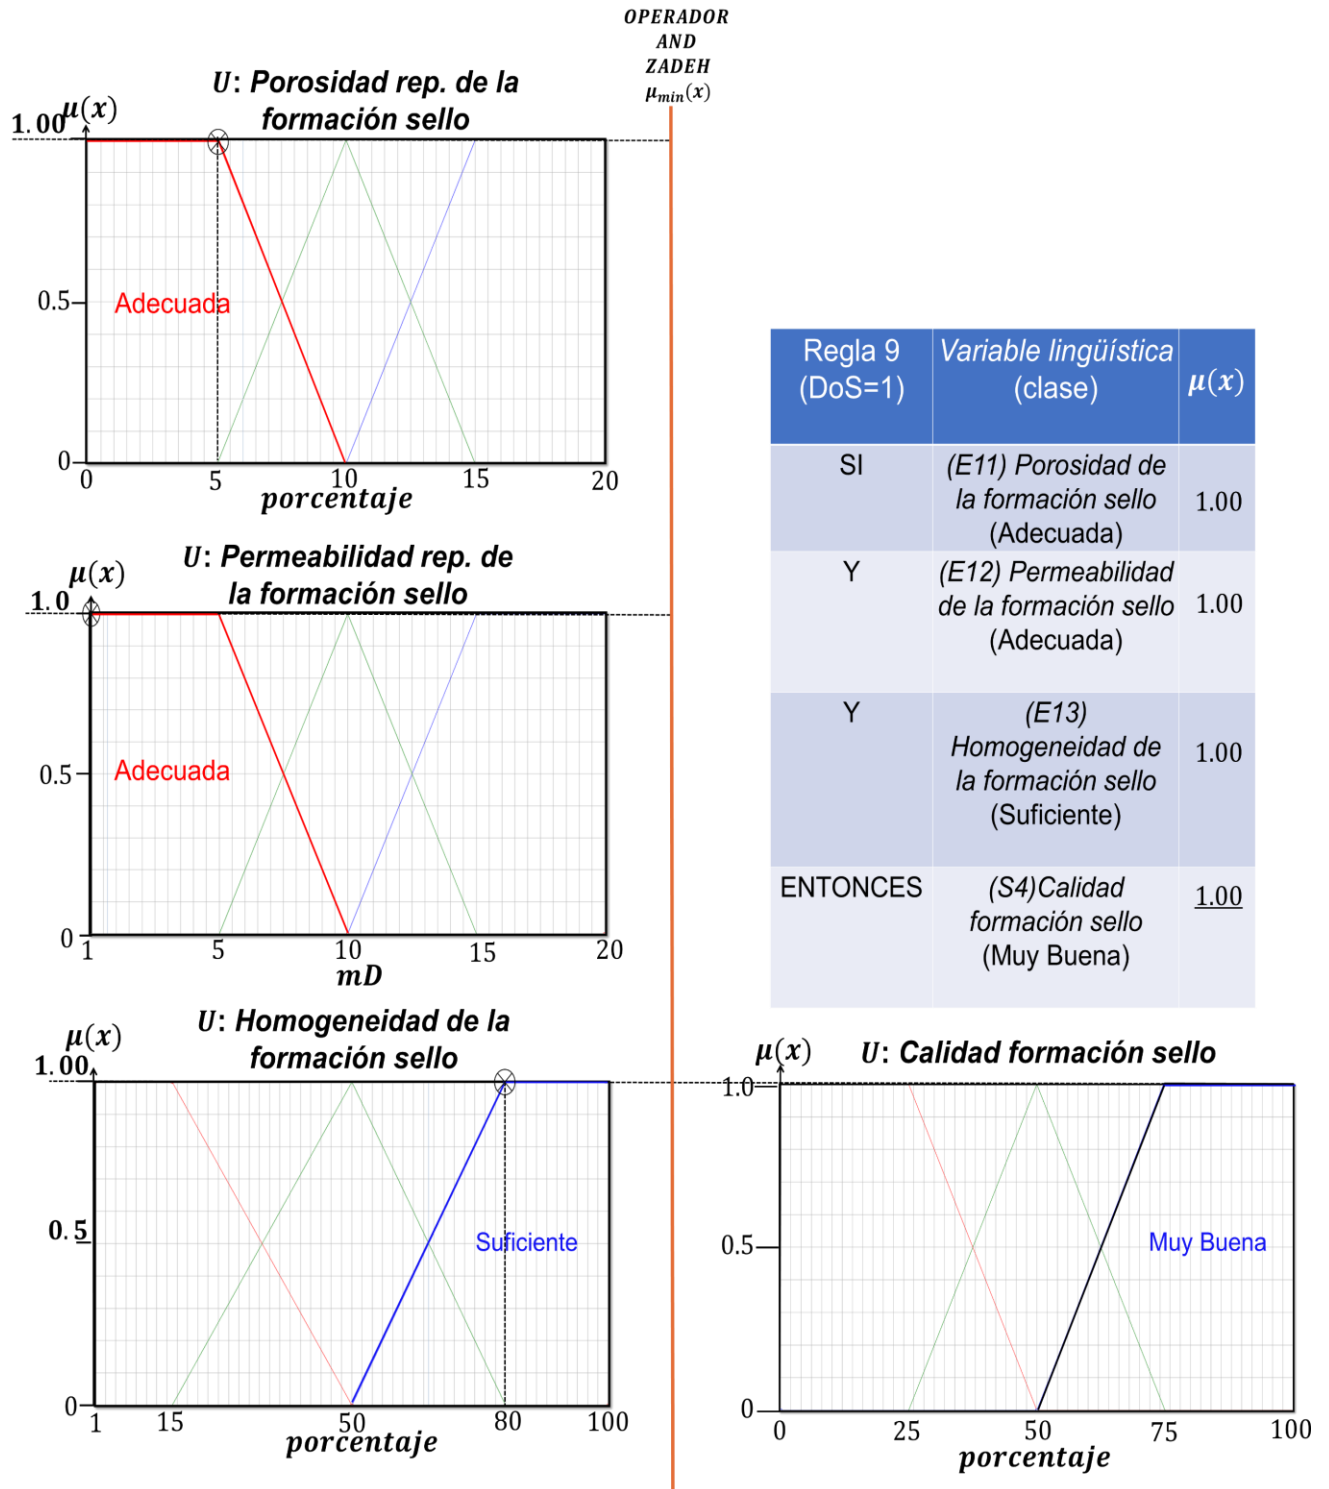 OPERADOR
AND
ZADEH
μmin(x)
U: Porosidad rep. de la
formación sello
μ(x)
1.00
0.5
0
Adecuada
0 5 10 15 20
porcentaje
U: Permeabilidad rep. de
la formación sello
μ(x)
1.0
0.5
0
Adecuada
1 5 10 15 20
mD
U: Homogeneidad de la
formación sello
μ(x)
1.00
0.5
0
Suficiente
1 15 50 80 100
porcentaje
Regla 9
(DoS=1)
Variable lingüística
(clase)
μ(x)
SI
(E11) Porosidad de
la formación sello
(Adecuada)
1.00
Y
(E12) Permeabilidad
de la formación sello
(Adecuada)
1.00
Y
(E13)
Homogeneidad de
la formación sello
(Suficiente)
1.00
ENTONCES
(S4)Calidad
formación sello
(Muy Buena)
1.00
μ(x)
U: Calidad formación sello
1.0
0.5
0
Muy Buena
0 25 50 75 100
porcentaje